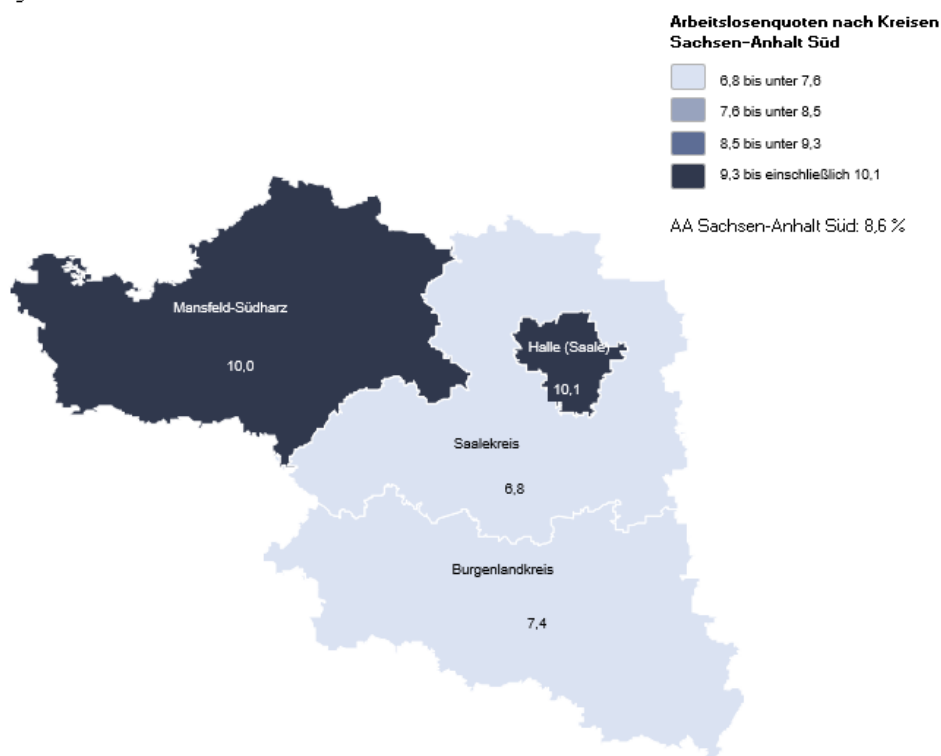 Arbeitslosenquoten nach Kreisen
Sachsen-Anhalt Süd
6,8 bis unter 7,6
7,6 bis unter 8,5
8,5 bis unter 9,3
9,3 bis einschließlich 10,1
AA Sachsen-Anhalt Süd: 8,6 %
Mansfeld-Südharz
10,0
Halle (Saale)
10,1
Saalekreis
6,8
Burgenlandkreis
7,4